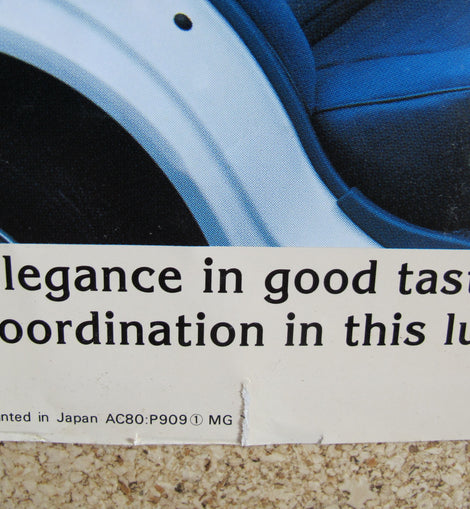 legance in good tast
oordination in this lu
nted in Japan AC80:P909① MG